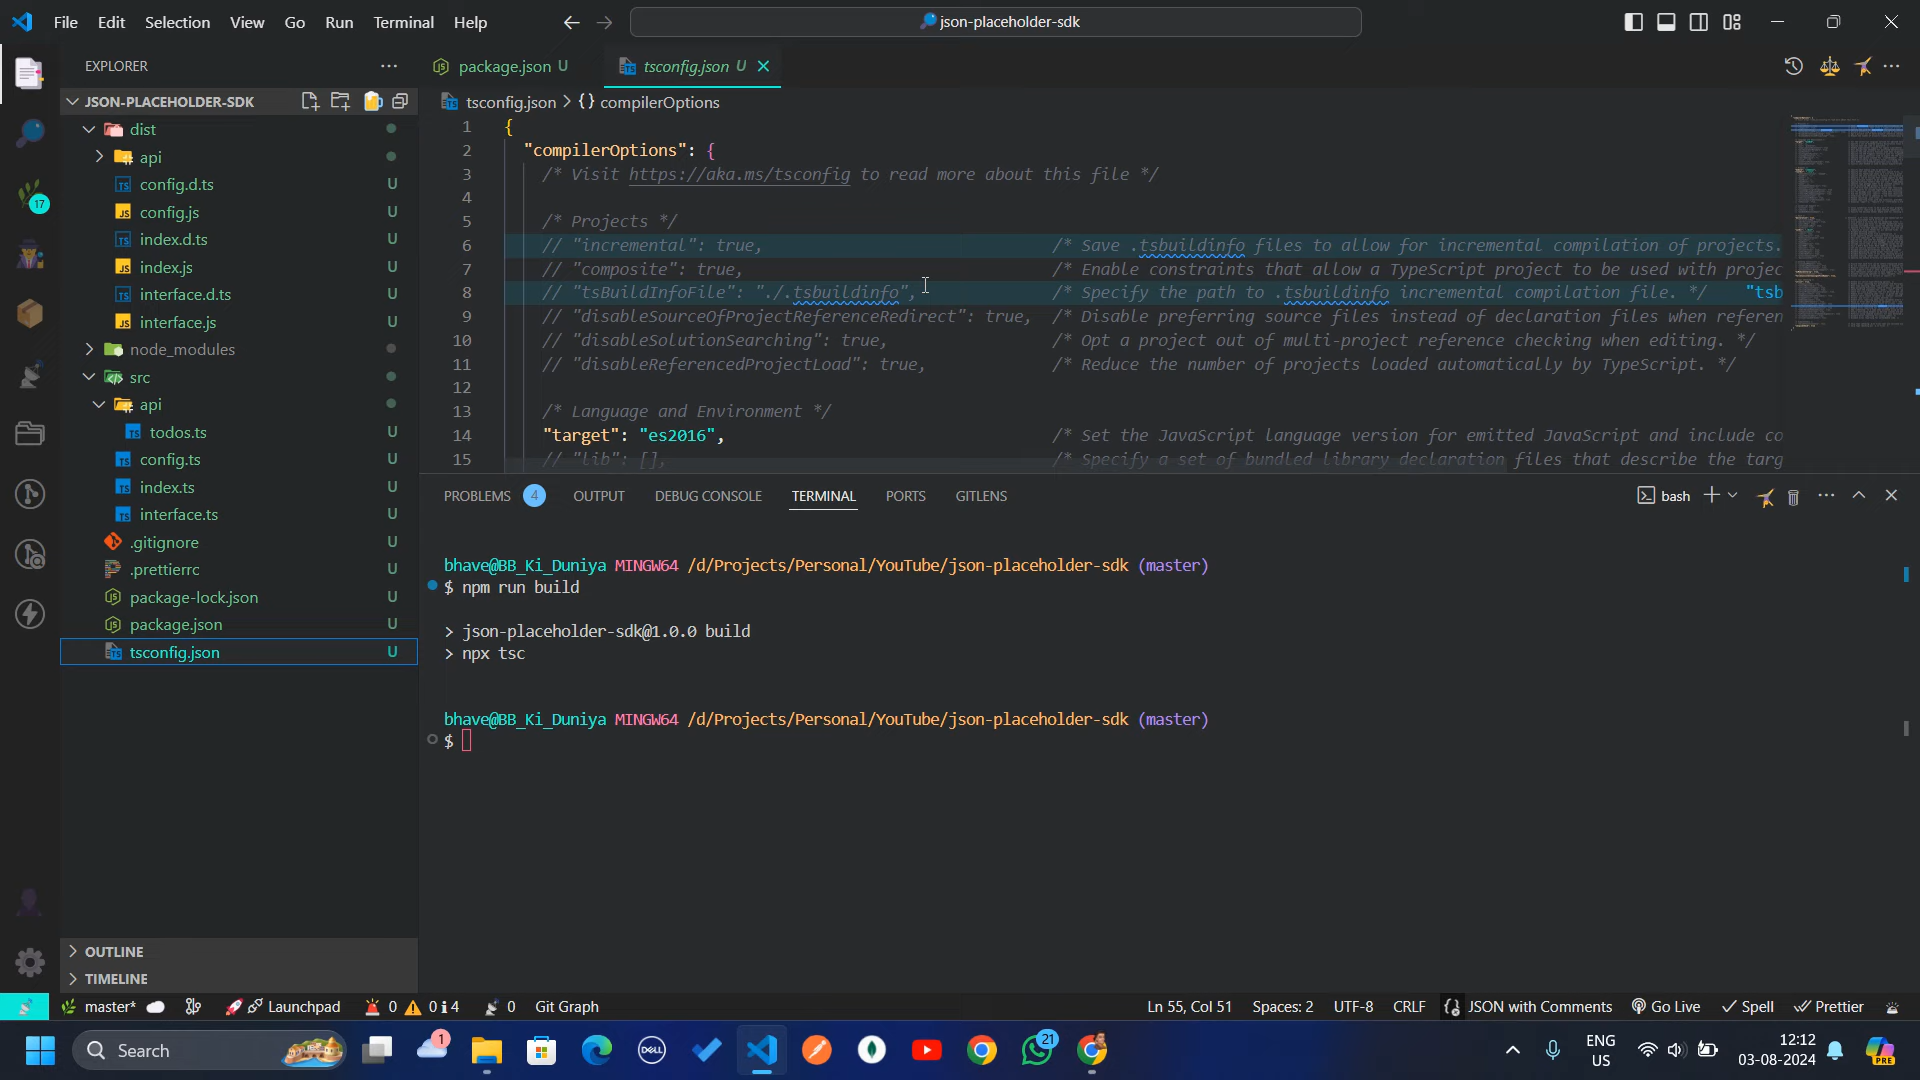 File Edit Selection View Go Run Terminal Help
json-placeholder-sdk
EXPLORER
JSON-PLACEHOLDER-SDK
dist
api
config.d.ts U
config.js U
index.d.ts U
index.js U
interface.d.ts U
interface.js U
node_modules
src
api
todos.ts U
config.ts U
index.ts U
interface.ts U
.gitignore U
.prettierrc U
package-lock.json U
package.json U
tsconfig.json U
OUTLINE
TIMELINE
17
package.json U
tsconfig.json U
tsconfig.json > {} compilerOptions
1 {
2 "compilerOptions": {
3 /* Visit https://aka.ms/tsconfig to read more about this file */
4
5 /* Projects */
6 // "incremental": true, /* Save .tsbuildinfo files to allow for incremental compilation of projects.
7 // "composite": true, /* Enable constraints that allow a TypeScript project to be used with projec
8 // "tsBuildInfoFile": "./.tsbuildinfo", /* Specify the path to .tsbuildinfo incremental compilation file. */ "tsb
9 // "disableSourceOfProjectReferenceRedirect": true, /* Disable preferring source files instead of declaration files when referen
10 // "disableSolutionSearching": true, /* Opt a project out of multi-project reference checking when editing. */
11 // "disableReferencedProjectLoad": true, /* Reduce the number of projects loaded automatically by TypeScript. */
12
13 /* Language and Environment */
14 "target": "es2016", /* Set the JavaScript language version for emitted JavaScript and include co
15 // "lib": [], /* Specify a set of bundled library declaration files that describe the targ
PROBLEMS 4 OUTPUT DEBUG CONSOLE TERMINAL PORTS GITLENS
bash
bhave@BB_Ki_Duniya MINGW64 /d/Projects/Personal/YouTube/json-placeholder-sdk (master)
$ npm run build
> json-placeholder-sdk@1.0.0 build
> npx tsc
bhave@BB_Ki_Duniya MINGW64 /d/Projects/Personal/YouTube/json-placeholder-sdk (master)
$
master* Launchpad 0 0 4 0 Git Graph
Ln 55, Col 51 Spaces: 2 UTF-8 CRLF JSON with Comments Go Live Spell Prettier
Search
1
DELL
21
ENG
US
12:12
03-08-2024
PRE